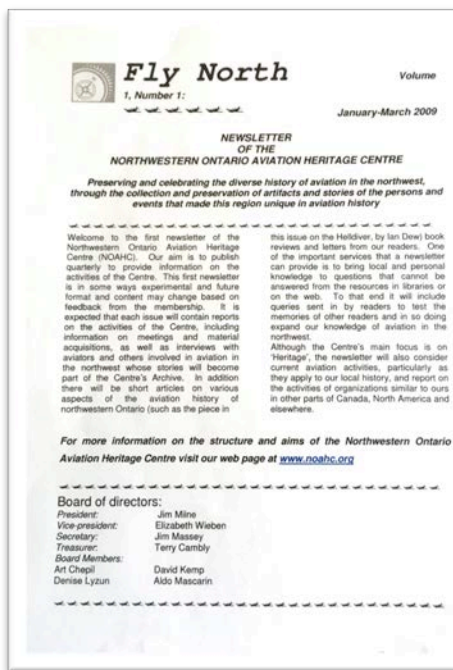 Fly North
Volume
1, Number 1:
January-March 2009
NEWSLETTER
OF THE
NORTHWESTERN ONTARIO AVIATION HERITAGE CENTRE
Preserving and celebrating the diverse history of aviation in the northwest,
through the collection and preservation of artifacts and stories of the persons and
events that made this region unique in aviation history
Welcome to the first newsletter of the
Northwestern Ontario Aviation Heritage
Centre (NOAHC). Our aim is to publish
quarterly to provide information on the
activities of the Centre. This first newsletter
is in some ways experimental and future
format and content may change based on
feedback from the membership. It is
expected that each issue will contain reports
on the activities of the Centre, including
information on meetings and material
acquisitions, as well as interviews with
aviators and others involved in aviation in
the northwest whose stories will become
part of the Centre's Archive. In addition
there will be short articles on various
aspects of the aviation history of
northwestern Ontario (such as the piece in
this issue on the Helldiver, by Ian Dew) book
reviews and letters from our readers. One
of the important services that a newsletter
can provide is to bring local and personal
knowledge to questions that cannot be
answered from the resources in libraries or
on the web. To that end it will include
queries sent in by readers to test the
memories of other readers and in so doing
expand our knowledge of aviation in the
northwest.
Although the Centre's main focus is on
'Heritage', the newsletter will also consider
current aviation activities, particularly as
they apply to our local history, and report on
the activities of organizations similar to ours
in other parts of Canada, North America and
elsewhere.
For more information on the structure and aims of the Northwestern Ontario
Aviation Heritage Centre visit our web page at www.noahc.org
Board of directors:
President: Jim Milne
Vice-president: Elizabeth Wieben
Secretary: Jim Massey
Treasurer: Terry Cambly
Board Members:
Art Chepil David Kemp
Denise Lyzun Aldo Mascarin